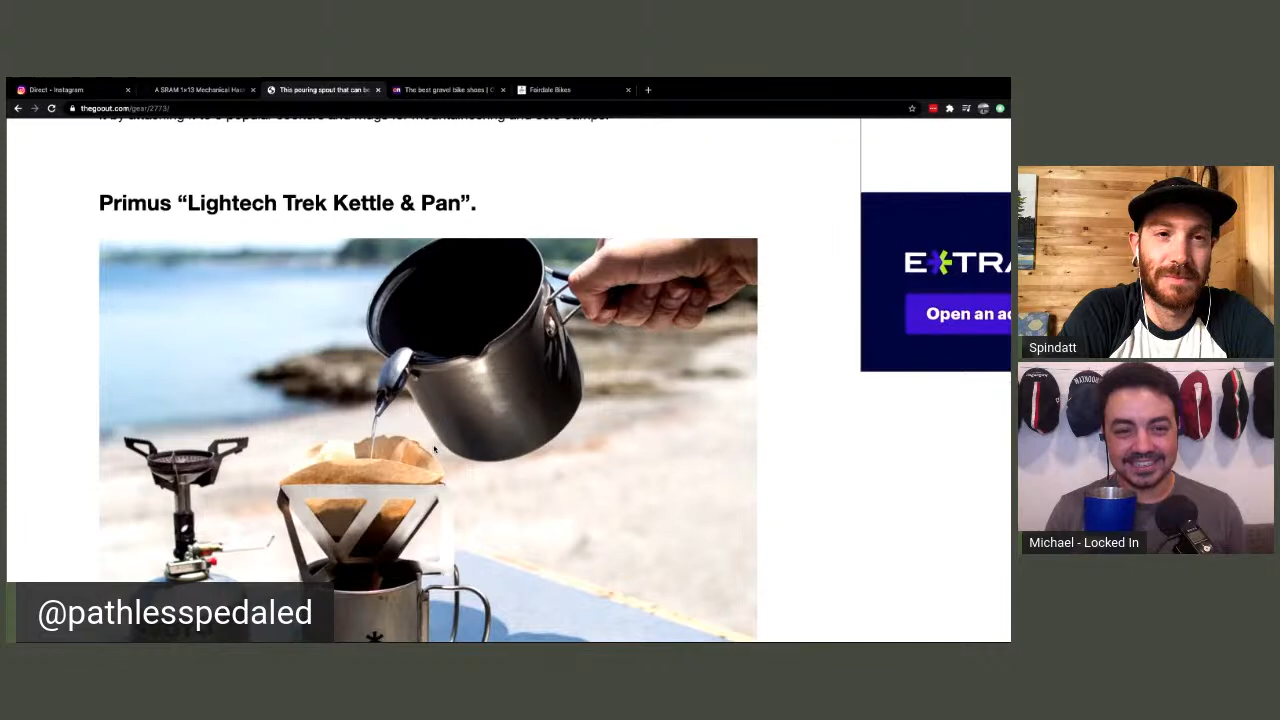 Direct • Instagram
A SRAM 1x13 Mechanical Hac
This pouring spout that can be
The best gravel bike shoes | C
Fairdale Bikes
thegoout.com/gear/2773/
Primus “Lightech Trek Kettle & Pan”.
E*TRA
Open an ac
Spindatt
Michael - Locked In
@pathlesspedaled